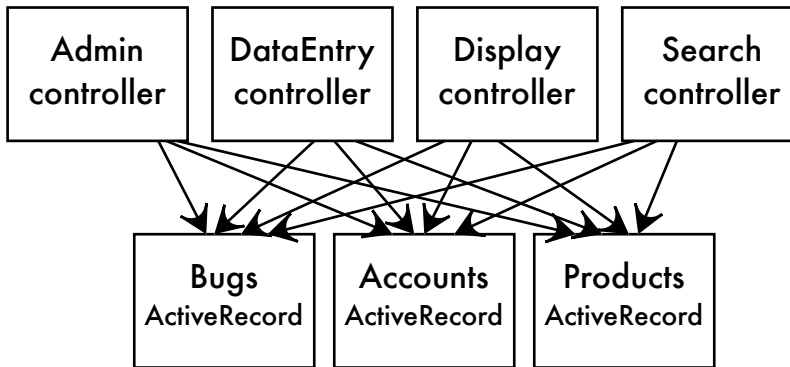 Admin
controller
DataEntry
controller
Display
controller
Search
controller
Bugs
ActiveRecord
Accounts
ActiveRecord
Products
ActiveRecord